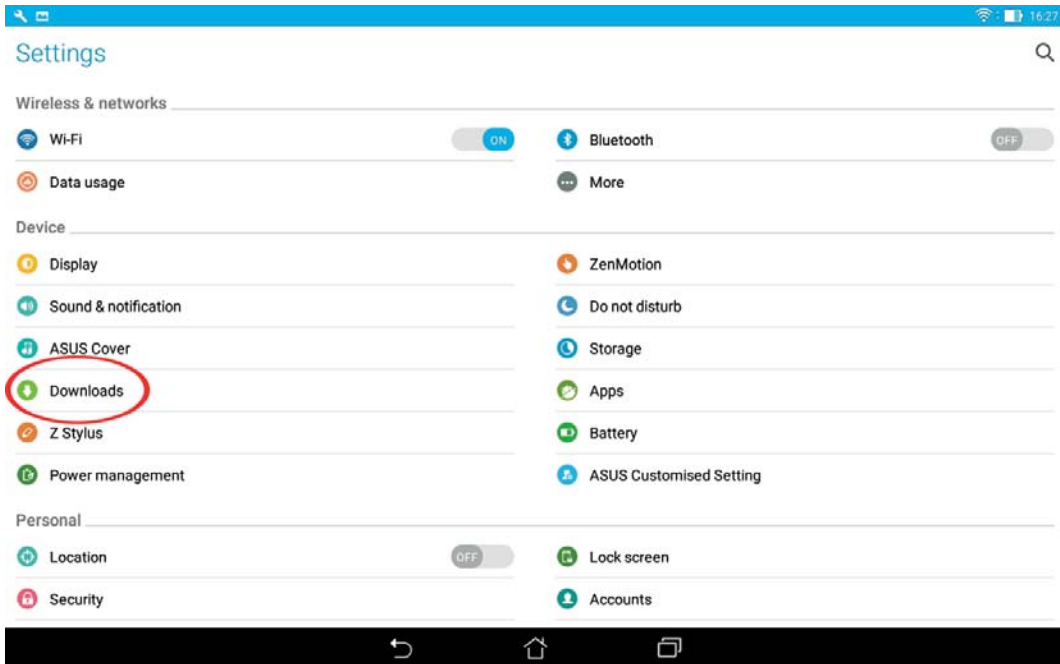 16:27
Settings
Wireless & networks
Wi-Fi ON Bluetooth OFF
Data usage More
Device
Display ZenMotion
Sound & notification Do not disturb
ASUS Cover Storage
Downloads Apps
Z Stylus Battery
Power management ASUS Customised Setting
Personal
Location OFF Lock screen
Security Accounts